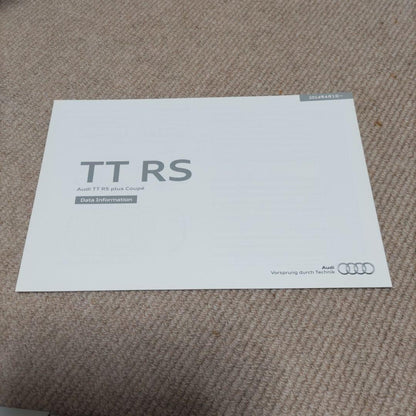 TT RS
Audi TT RS plus Coupé
Data Information
Audi
Vorsprung durch Technik